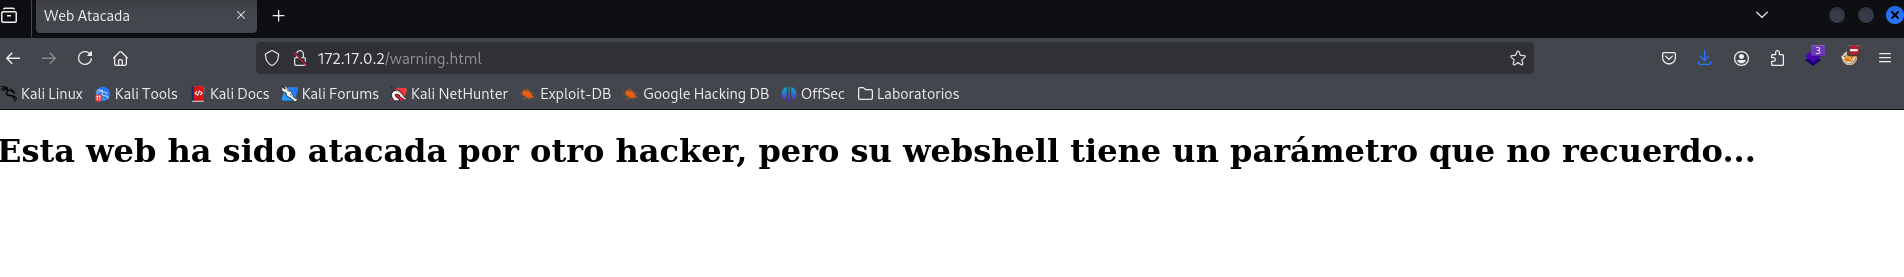 Web Atacada
172.17.0.2/warning.html
3
Kali Linux Kali Tools Kali Docs Kali Forums Kali NetHunter Exploit-DB Google Hacking DB OffSec Laboratorios
Esta web ha sido atacada por otro hacker, pero su webshell tiene un parámetro que no recuerdo...